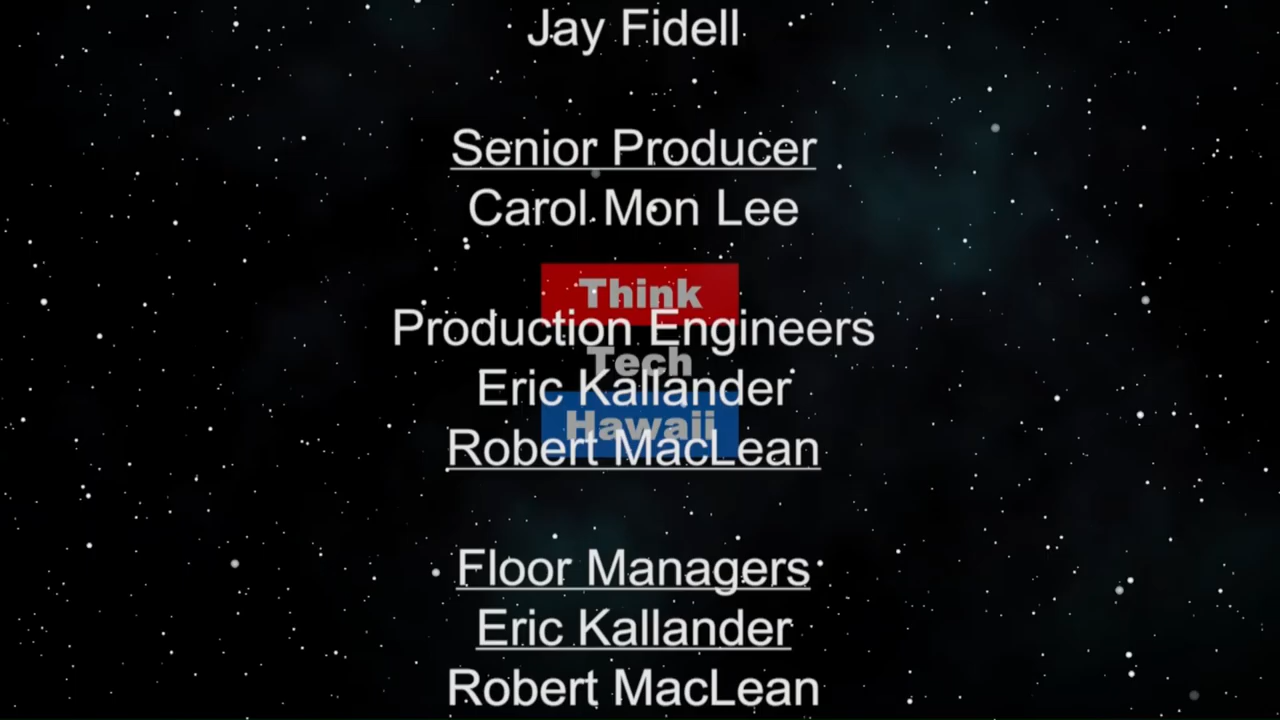 Jay Fidell
Senior Producer
Carol Mon Lee
Think
Production Engineers
Tech
Eric Kallander
Hawaii
Robert MacLean
Floor Managers
Eric Kallander
Robert MacLean